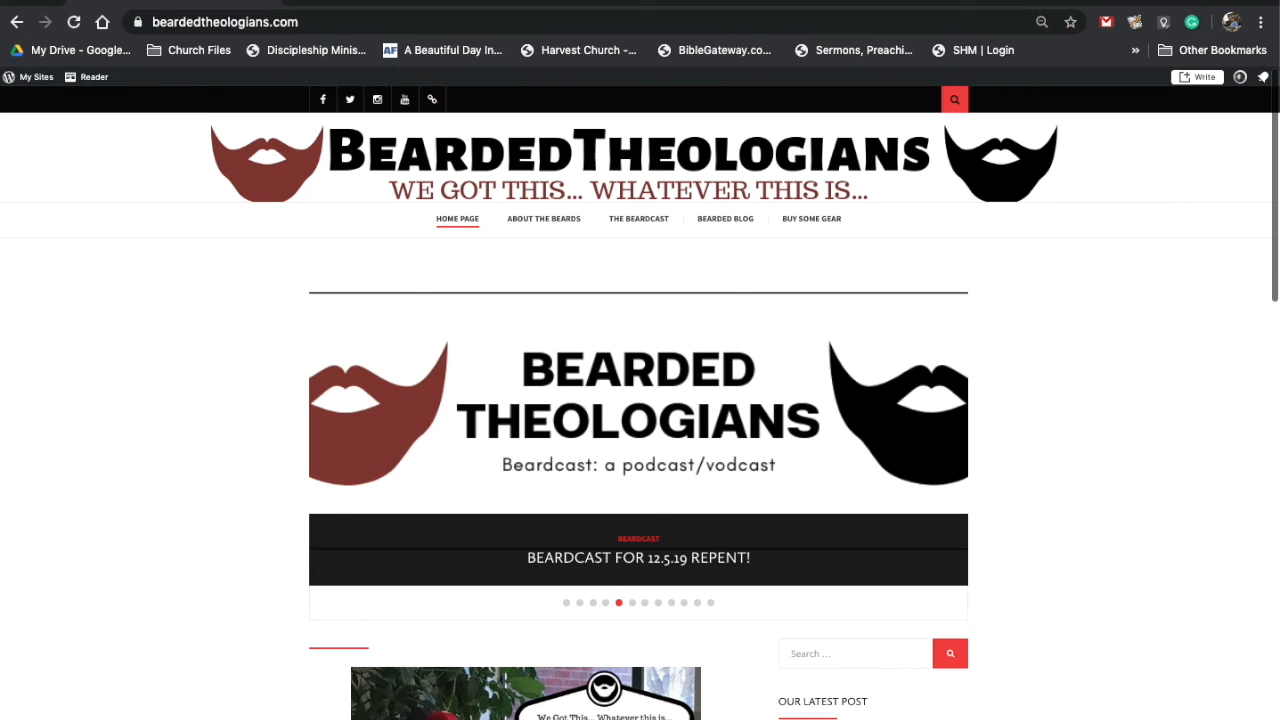 beardedtheologians.com
My Drive - Google...
Church Files
Discipleship Minis...
AF A Beautiful Day In...
Harvest Church -...
BibleGateway.co...
Sermons, Preachi...
SHM | Login
»
Other Bookmarks
My Sites
Reader
Write
BEARDEDTHEOLOGIANS
WE GOT THIS... WHATEVER THIS IS...
HOME PAGE
ABOUT THE BEARDS
THE BEARDCAST
BEARDED BLOG
BUY SOME GEAR
BEARDED
THEOLOGIANS
Beardcast: a podcast/vodcast
BEARDCAST
BEARDCAST FOR 12.5.19 REPENT!
Search ...
We Got This... Whatever this is...
OUR LATEST POST